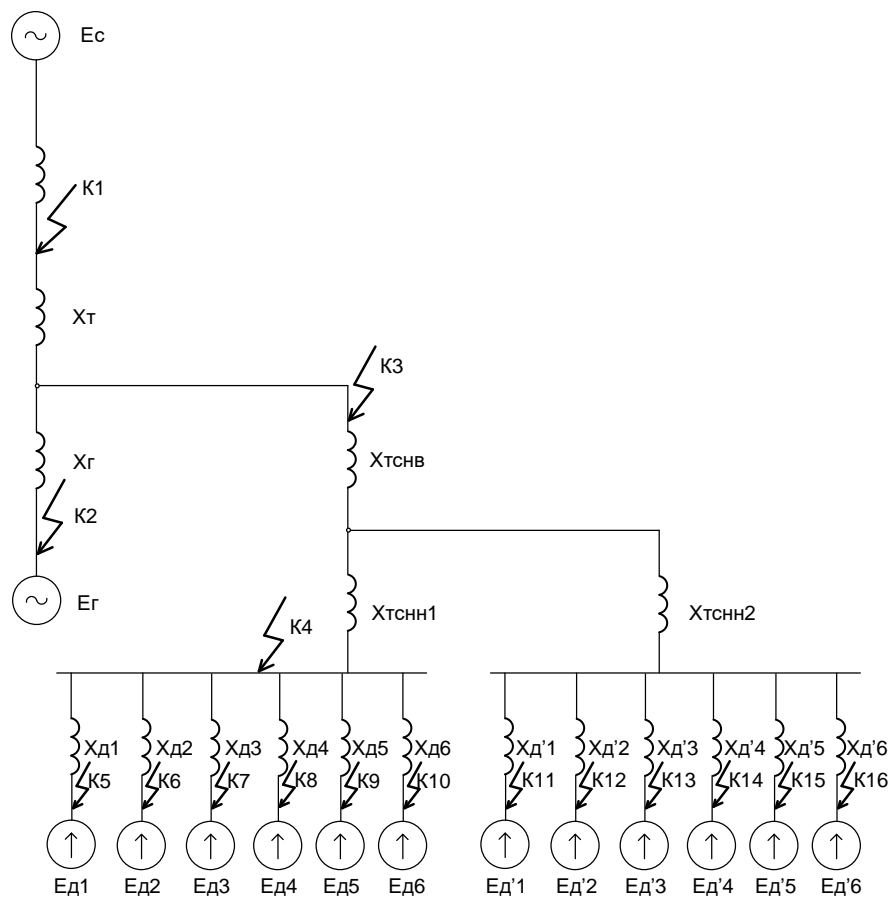 Ес
К1
Хт
К3
Хг
Хтснв
К2
Ег
Хтснн1
Хтснн2
К4
Хд1 Хд2 Хд3 Хд4 Хд5 Хд6 Хд'1 Хд'2 Хд'3 Хд'4 Хд'5 Хд'6
К5 К6 К7 К8 К9 К10 К11 К12 К13 К14 К15 К16
Ед1 Ед2 Ед3 Ед4 Ед5 Ед6 Ед'1 Ед'2 Ед'3 Ед'4 Ед'5 Ед'6